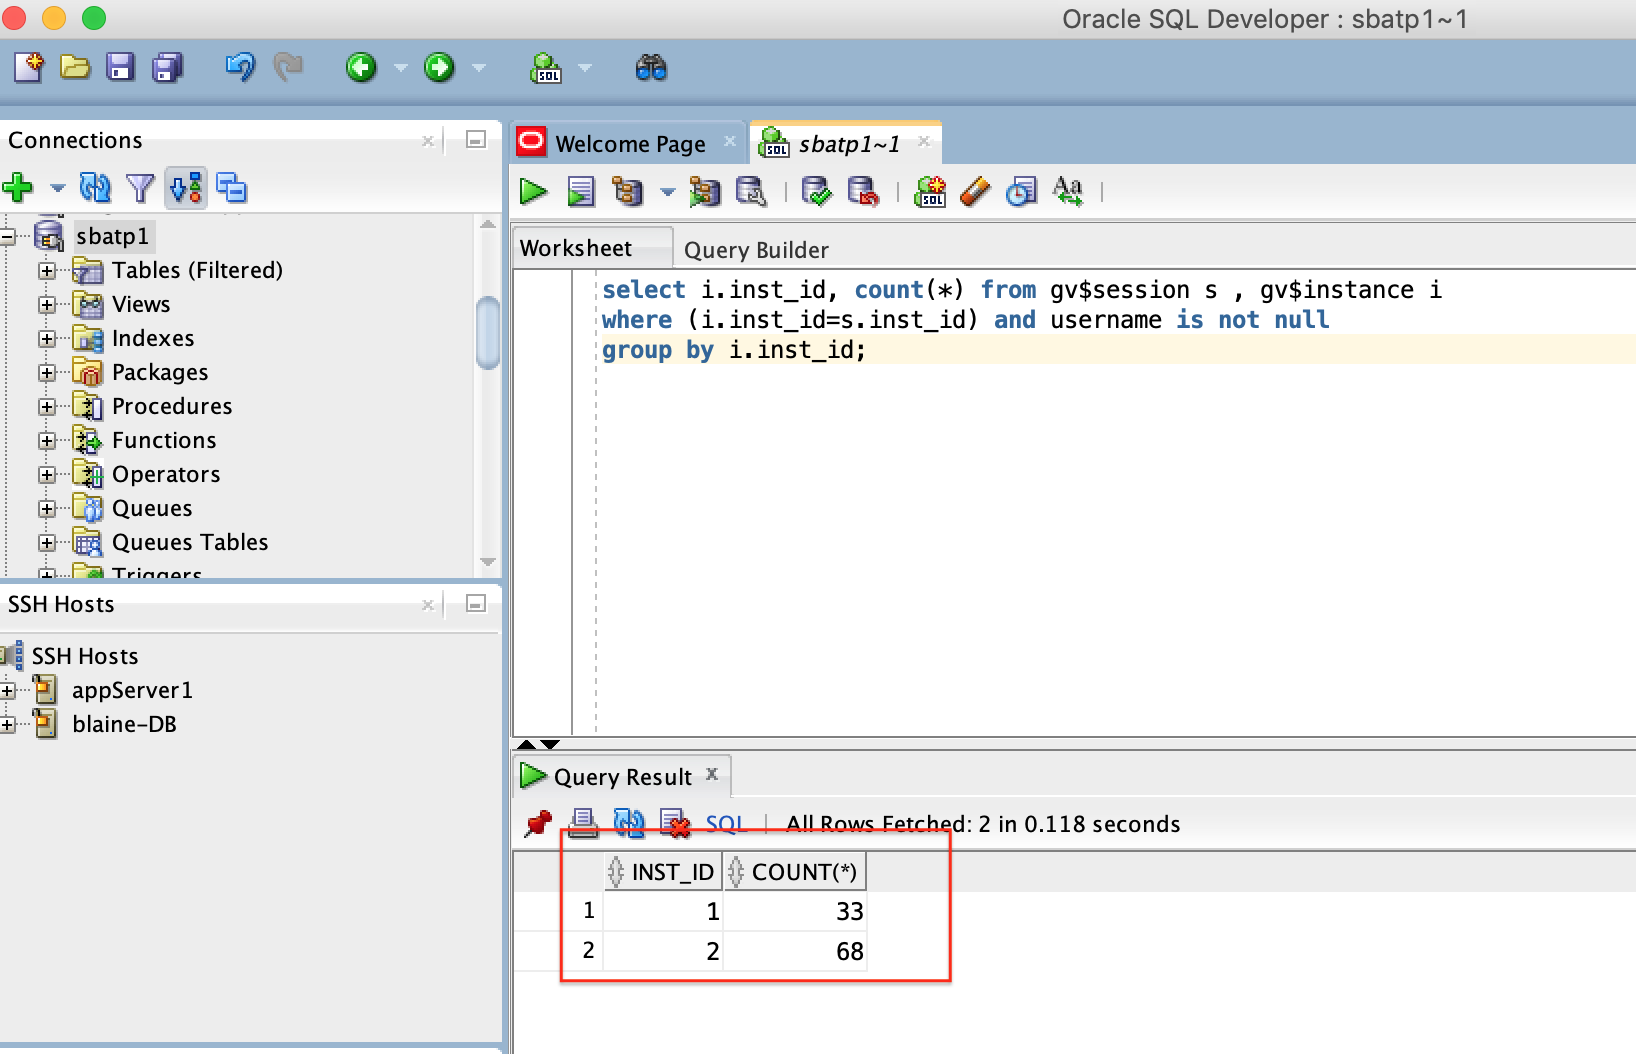 Oracle SQL Developer : sbatp1~1
Connections
sbatp1
Tables (Filtered)
Views
Indexes
Packages
Procedures
Functions
Operators
Queues
Queues Tables
Triggers
SSH Hosts
SSH Hosts
appServer1
blaine-DB
Welcome Page
sbatp1~1
Worksheet
Query Builder
select i.inst_id, count(*) from gv$session s , gv$instance i
where (i.inst_id=s.inst_id) and username is not null
group by i.inst_id;
Query Result
SQL | All Rows Fetched: 2 in 0.118 seconds
INST_ID COUNT(*)
1 1 33
2 2 68